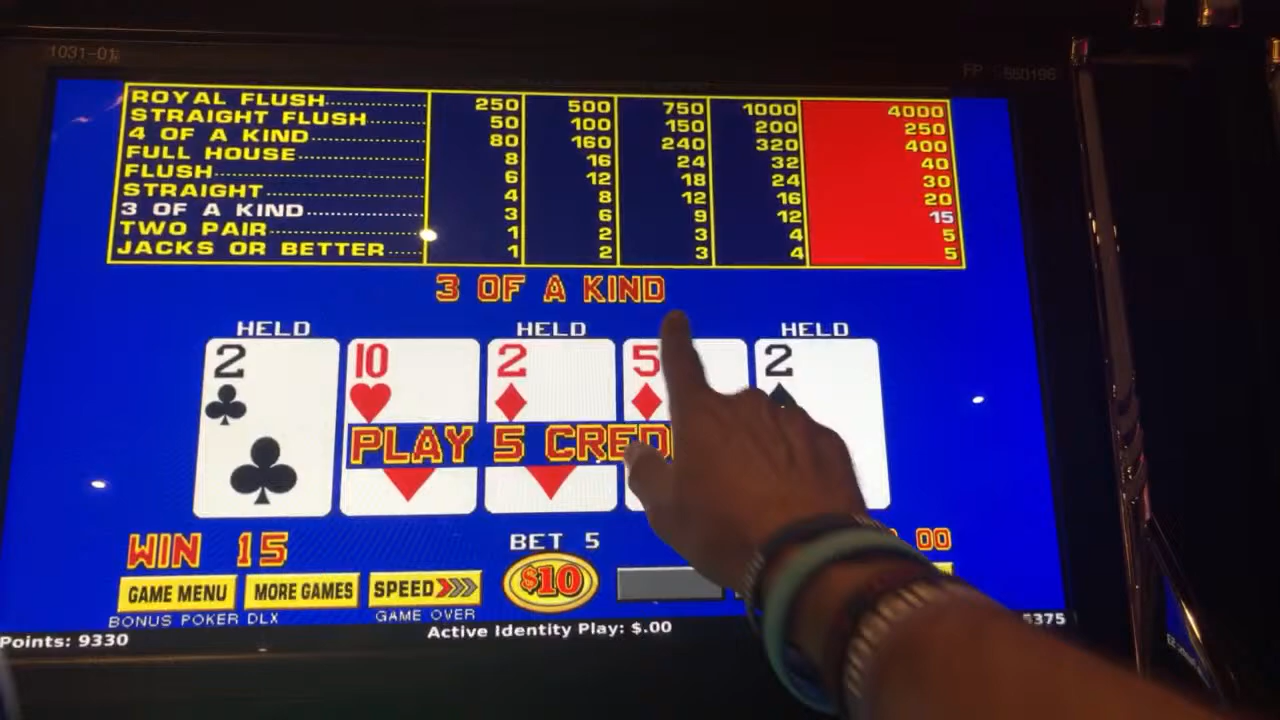 1031-01
ROYAL FLUSH 250 500 750 1000 4000
STRAIGHT FLUSH 50 100 150 200 250
4 OF A KIND 80 160 240 320 400
FULL HOUSE 8 16 24 32 40
FLUSH 6 12 18 24 30
STRAIGHT 4 8 12 16 20
3 OF A KIND 3 6 9 12 15
TWO PAIR 1 2 3 4 5
JACKS OR BETTER 1 2 3 4 5
3 OF A KIND
HELD HELD HELD
2 10 2 5 2
PLAY 5 CRED
WIN 15 BET 5 00
GAME MENU MORE GAMES SPEED>>> $10
BONUS POKER DLX GAME OVER
Points: 9330 Active Identity Play: $.00 5375